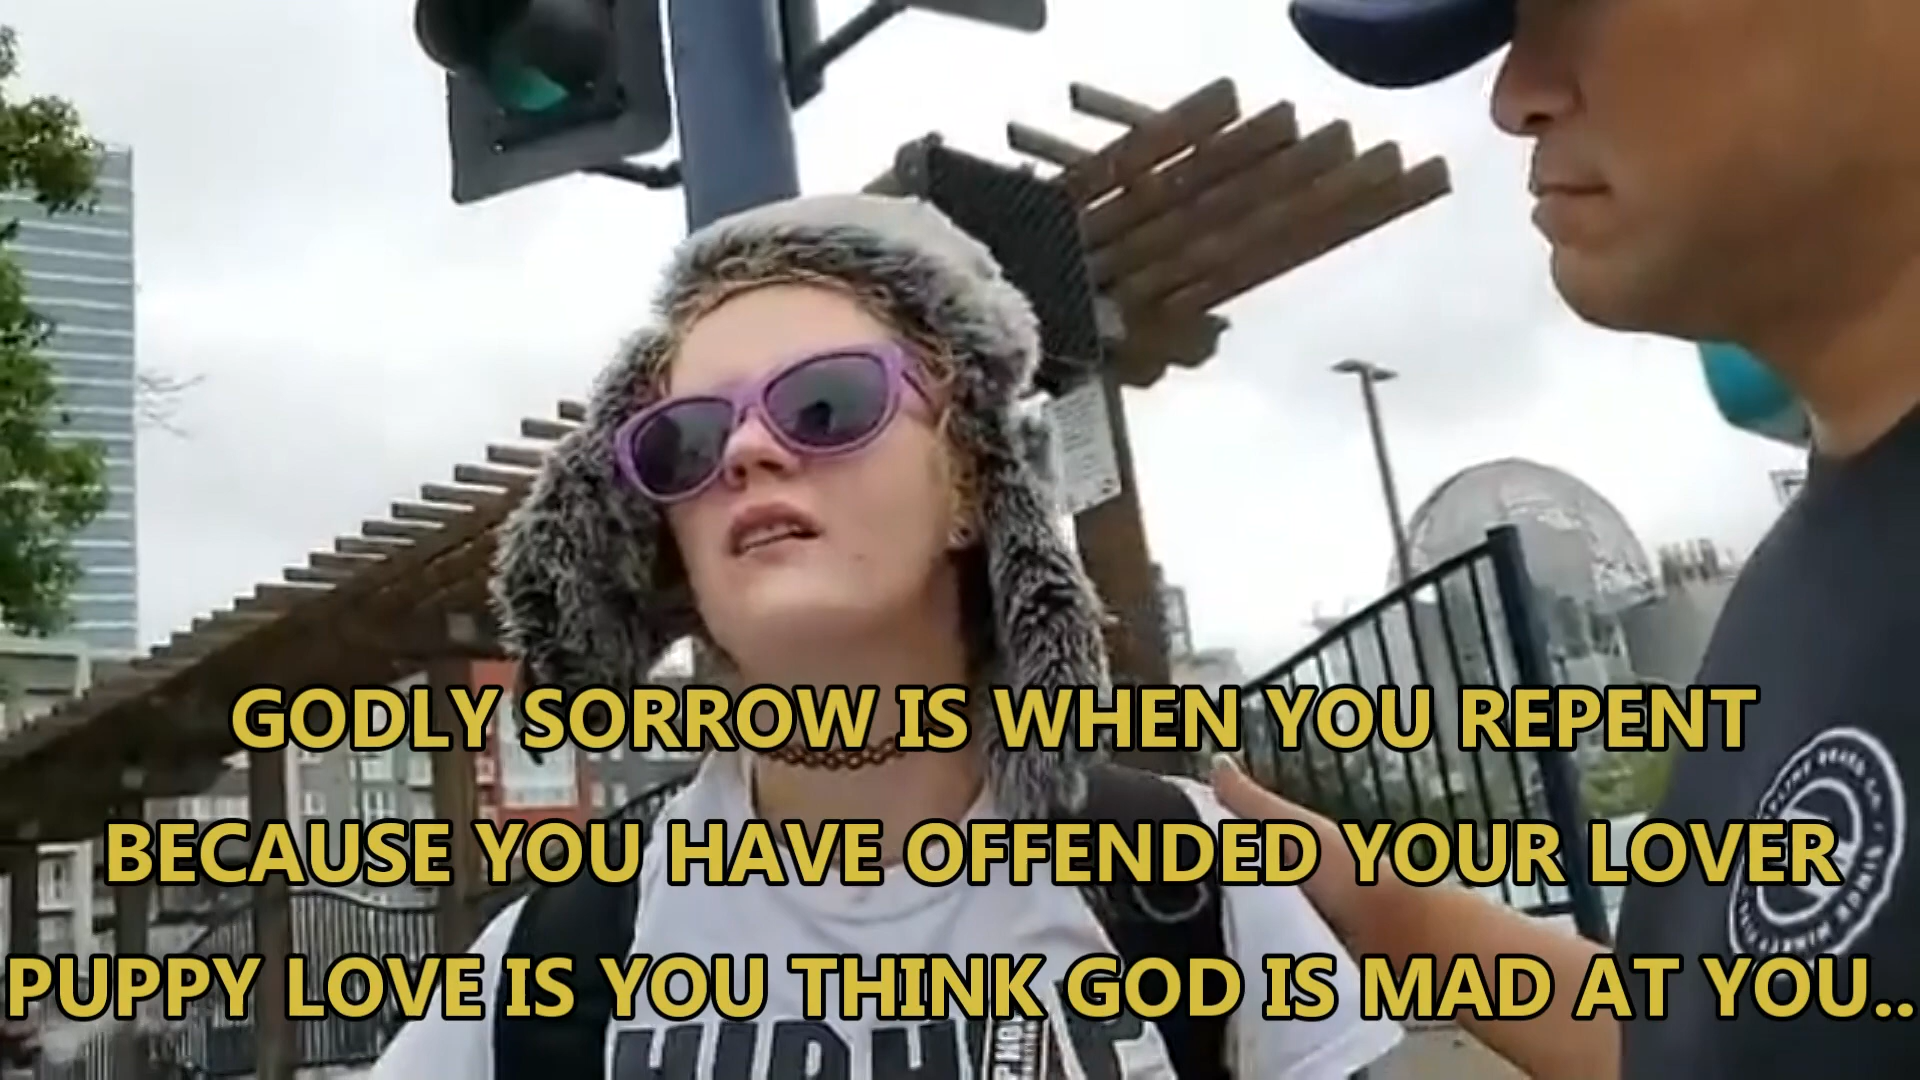 GODLY SORROW IS WHEN YOU REPENT
BECAUSE YOU HAVE OFFENDED YOUR LOVER
PUPPY LOVE IS YOU THINK GOD IS MAD AT YOU..